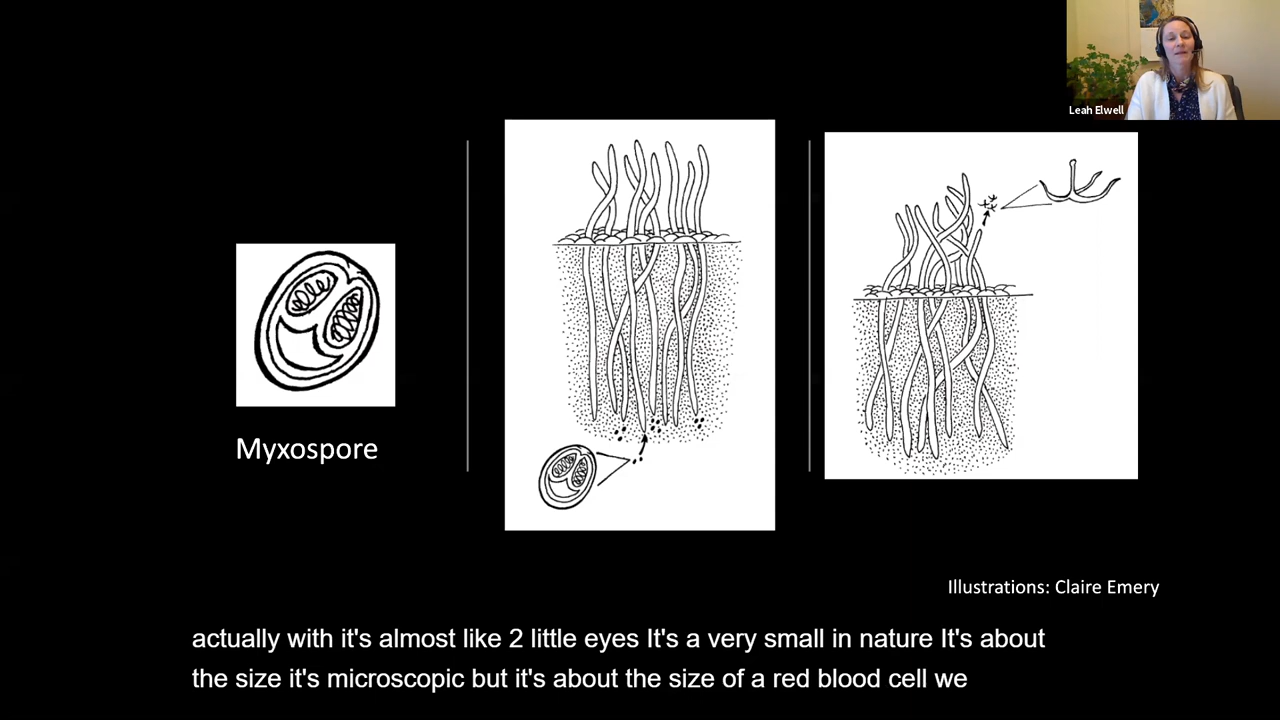 Leah Elwell
Myxospore
Illustrations: Claire Emery
actually with it's almost like 2 little eyes It's a very small in nature It's about
the size it's microscopic but it's about the size of a red blood cell we